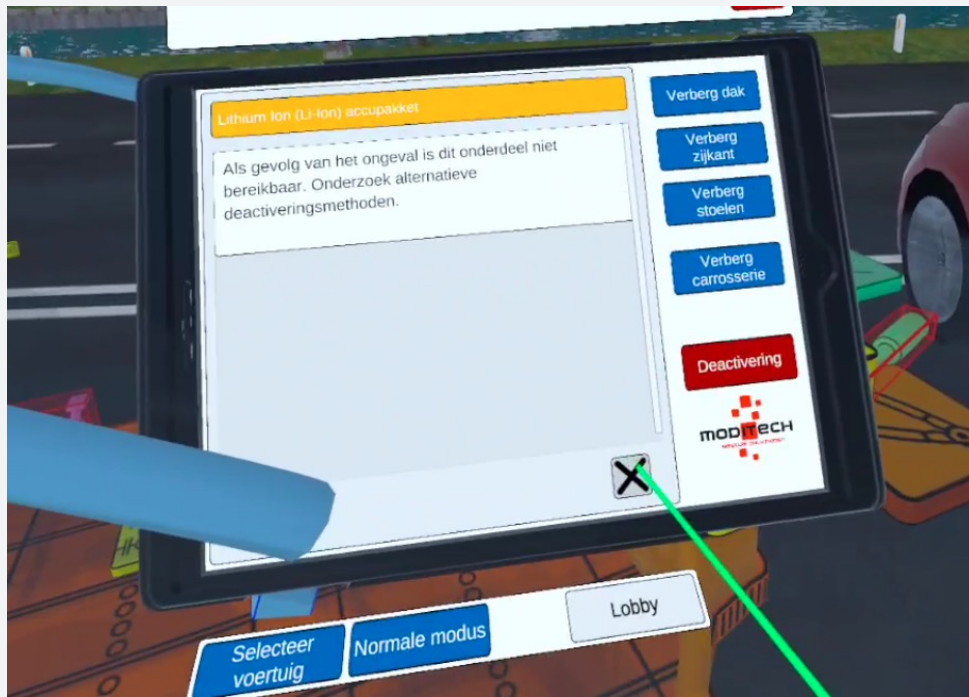 Lithium Ion (Li-Ion) accupakket
Als gevolg van het ongeval is dit onderdeel niet
bereikbaar. Onderzoek alternatieve
deactiveringsmethoden.
Verberg dak
Verberg
zijkant
Verberg
stoelen
Verberg
carrosserie
Deactivering
MODITECH
Selecteer
voertuig
Normale modus
Lobby